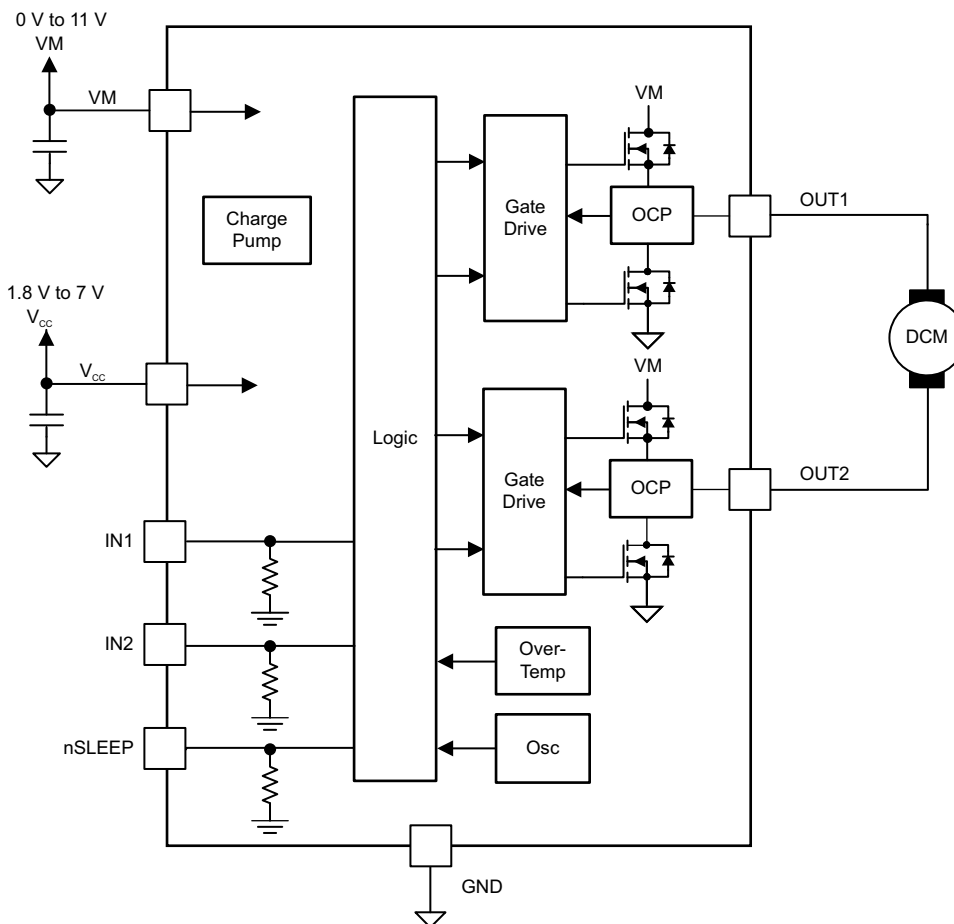 0 V to 11 V
VM
VM
Charge
Pump
1.8 V to 7 V
VCC
VCC
IN1
IN2
nSLEEP
Logic
Gate
Drive
VM
OCP
OUT1
DCM
Gate
Drive
VM
OCP
OUT2
Over-
Temp
Osc
GND